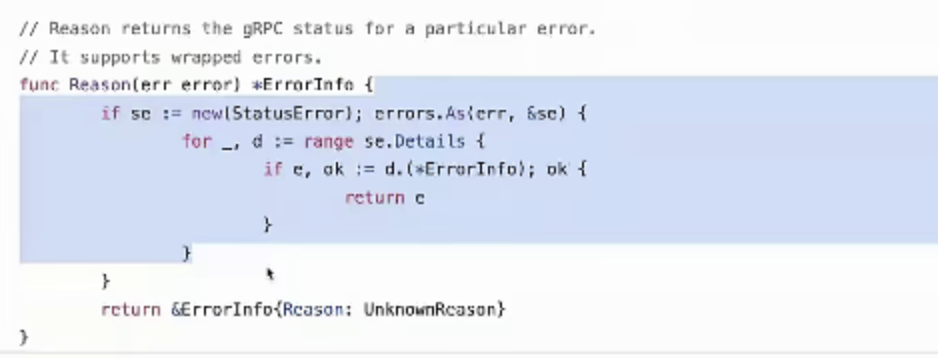 // Reason returns the gRPC status for a particular error.
// It supports wrapped errors.
func Reason(err error) *ErrorInfo {
if se := new(StatusError); errors.As(err, &se) {
for _, d := range se.Details {
if e, ok := d.(*ErrorInfo); ok {
return e
}
}
}
return &ErrorInfo{Reason: UnknownReason}
}